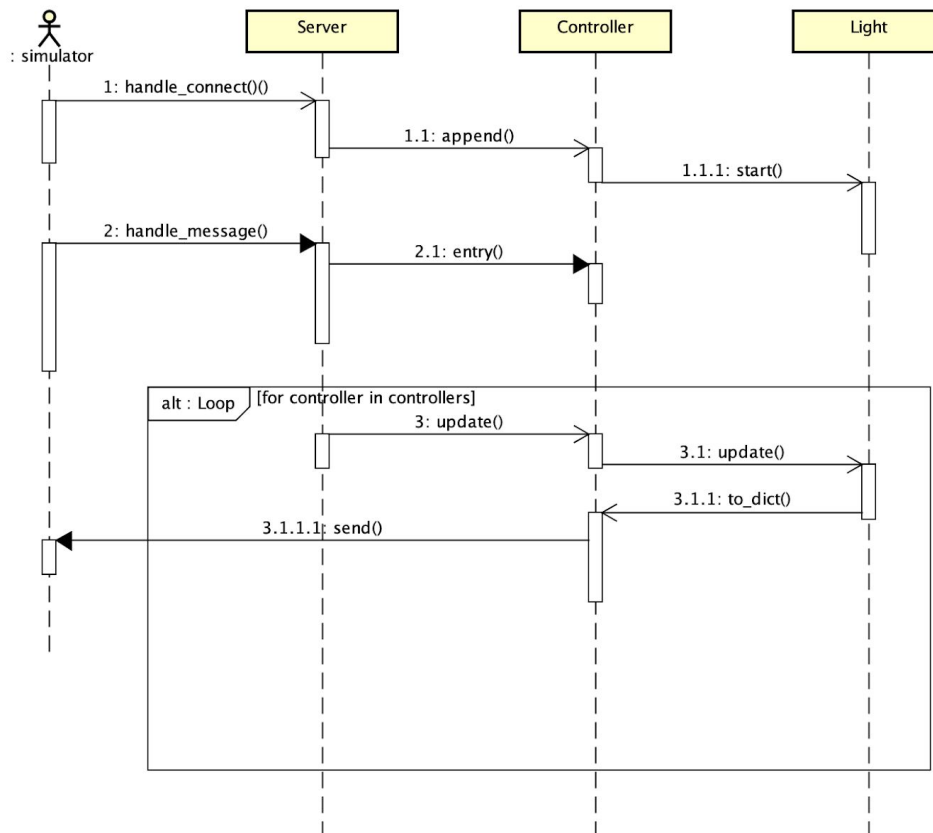 Server
Controller
Light
: simulator
1: handle_connect()()
1.1: append()
1.1.1: start()
2: handle_message()
2.1: entry()
alt : Loop
[for controller in controllers]
3: update()
3.1: update()
3.1.1: to_dict()
3.1.1.1: send()